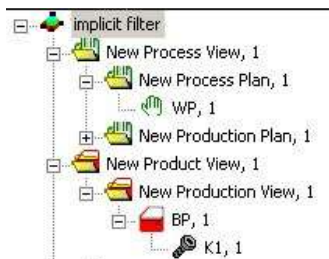 implicit filter
New Process View, 1
New Process Plan, 1
WP, 1
New Production Plan, 1
New Product View, 1
New Production View, 1
BP, 1
K1, 1